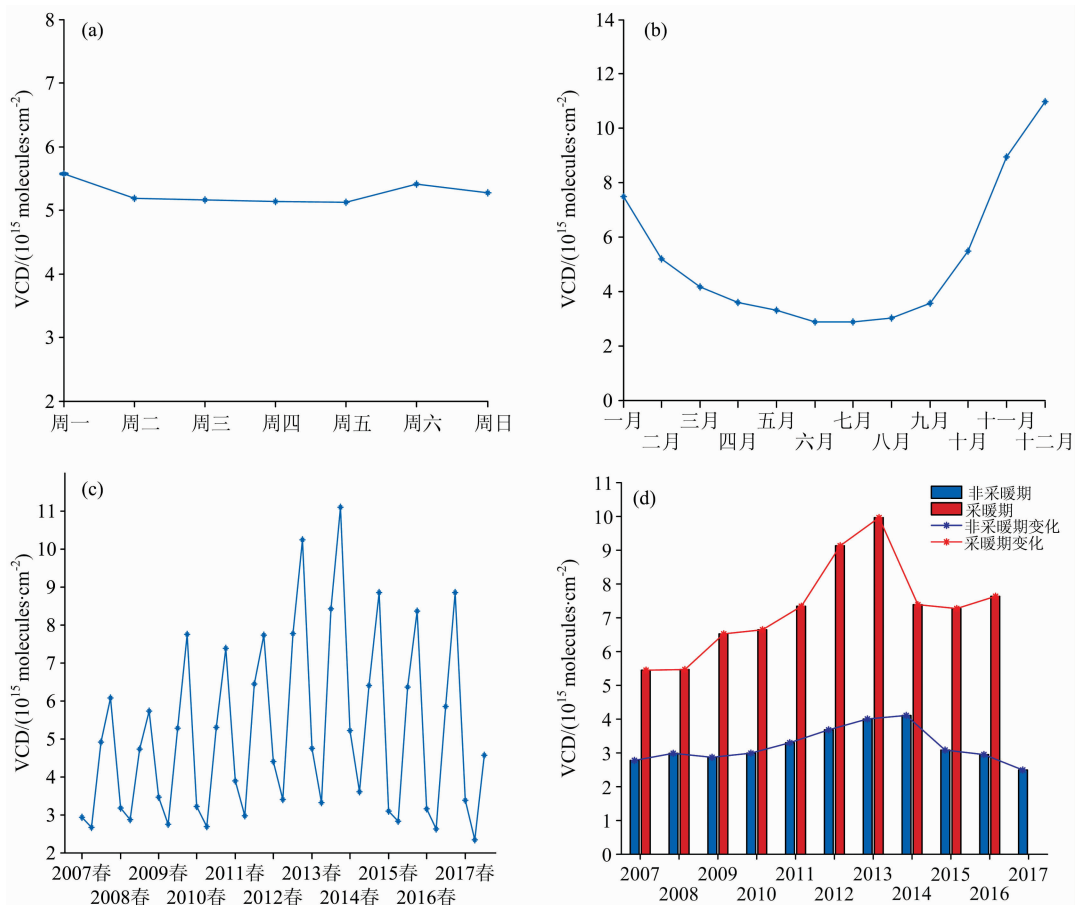 (a)
VCD/(10¹⁵ molecules·cm⁻²)
8
7
6
5
4
3
2
周一 周二 周三 周四 周五 周六 周日
(b)
VCD/(10¹⁵ molecules·cm⁻²)
14
12
10
8
6
4
2
0
一月 三月 五月 七月 九月 十一月
二月 四月 六月 八月 十月 十二月
(c)
VCD/(10¹⁵ molecules·cm⁻²)
11
10
9
8
7
6
5
4
3
2
2007春 2009春 2011春 2013春 2015春 2017春
2008春 2010春 2012春 2014春 2016春
(d)
VCD/(10¹⁵ molecules·cm⁻²)
非采暖期
采暖期
非采暖期变化
采暖期变化
11
10
9
8
7
6
5
4
3
2
1
0
2007 2009 2011 2013 2015 2017
2008 2010 2012 2014 2016